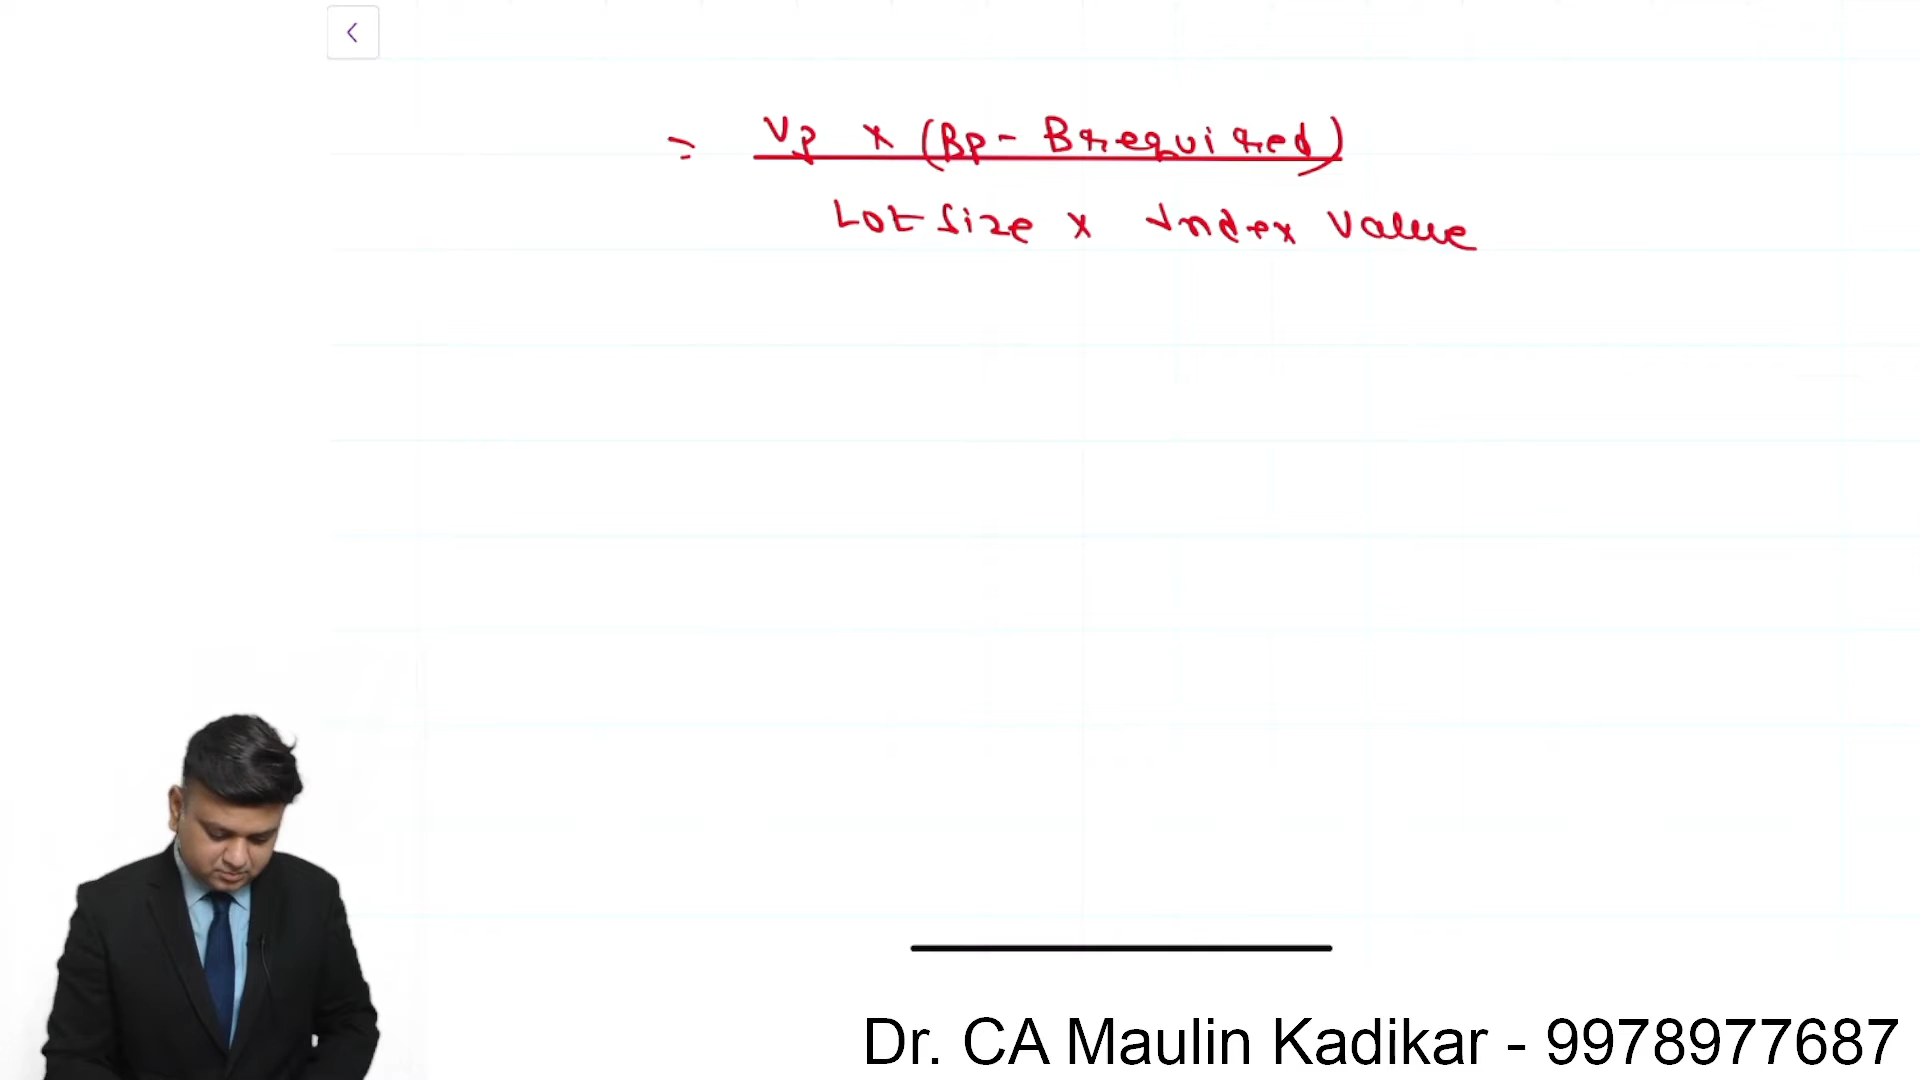 = Vp x (Bp - Brequired)
Lot Size x Index Value
Dr. CA Maulin Kadikar - 9978977687